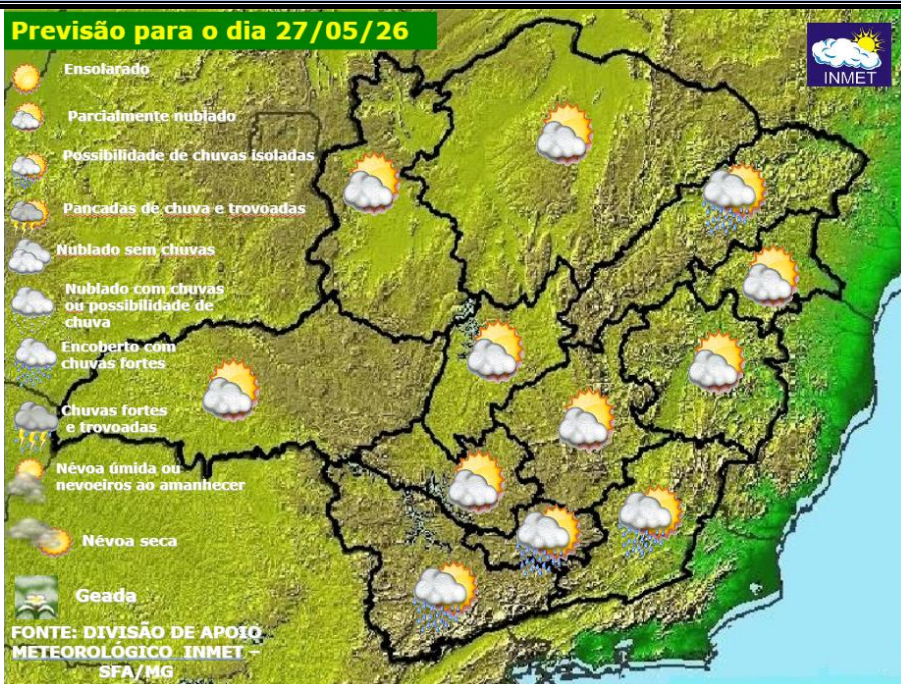 Previsão para o dia 27/05/26
INMET
Ensolarado
Parcialmente nublado
Possibilidade de chuvas isoladas
Pancadas de chuva e trovoadas
Nublado sem chuvas
Nublado com chuvas
ou possibilidade de
chuva
Encoberto com
chuvas fortes
Chuvas fortes
e trovoadas
Névoa úmida ou
nevoeiros ao amanhecer
Névoa seca
Geada
FONTE: DIVISÃO DE APOIO
METEOROLÓGICO INMET –
SFA/MG